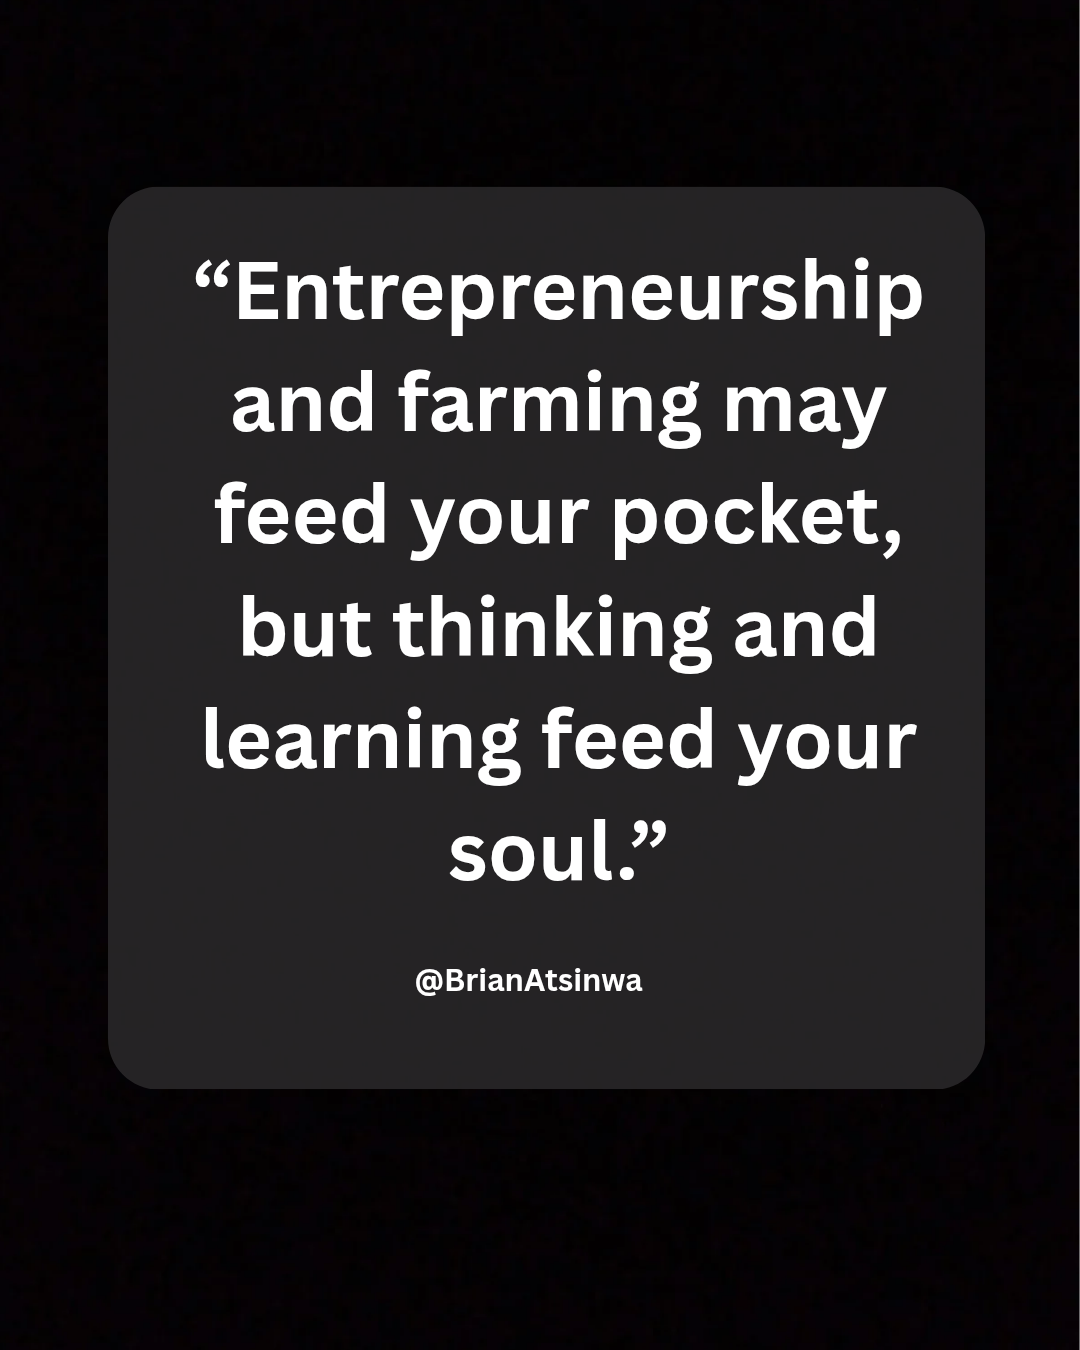 “Entrepreneurship
and farming may
feed your pocket,
but thinking and
learning feed your
soul.”
@BrianAtsinwa